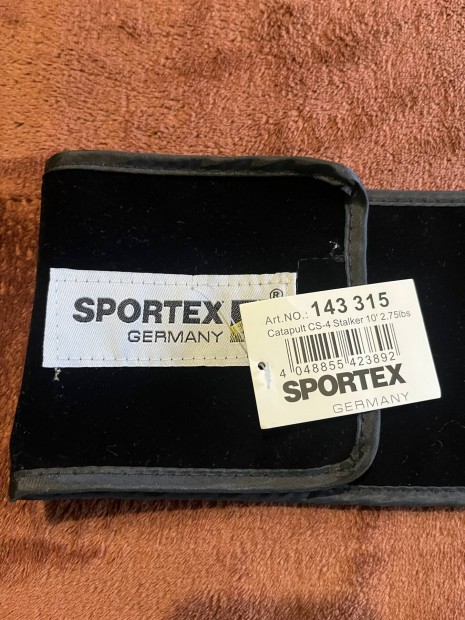 SPORTEX ®
GERMANY
Art.NO.: 143 315
Catapult CS-4 Stalker 10' 2.75lbs
4 048855 423892
SPORTEX
GERMANY